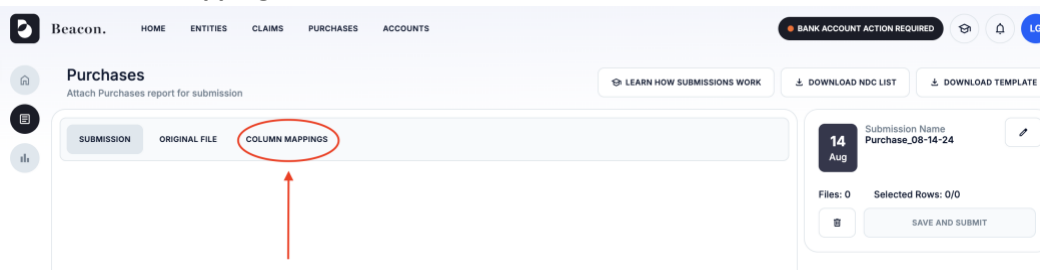 Beacon.
HOME ENTITIES CLAIMS PURCHASES ACCOUNTS
BANK ACCOUNT ACTION REQUIRED
LG
Purchases
Attach Purchases report for submission
LEARN HOW SUBMISSIONS WORK
DOWNLOAD NDC LIST
DOWNLOAD TEMPLATE
SUBMISSION ORIGINAL FILE COLUMN MAPPINGS
14
Aug
Submission Name
Purchase_08-14-24
Files: 0 Selected Rows: 0/0
SAVE AND SUBMIT